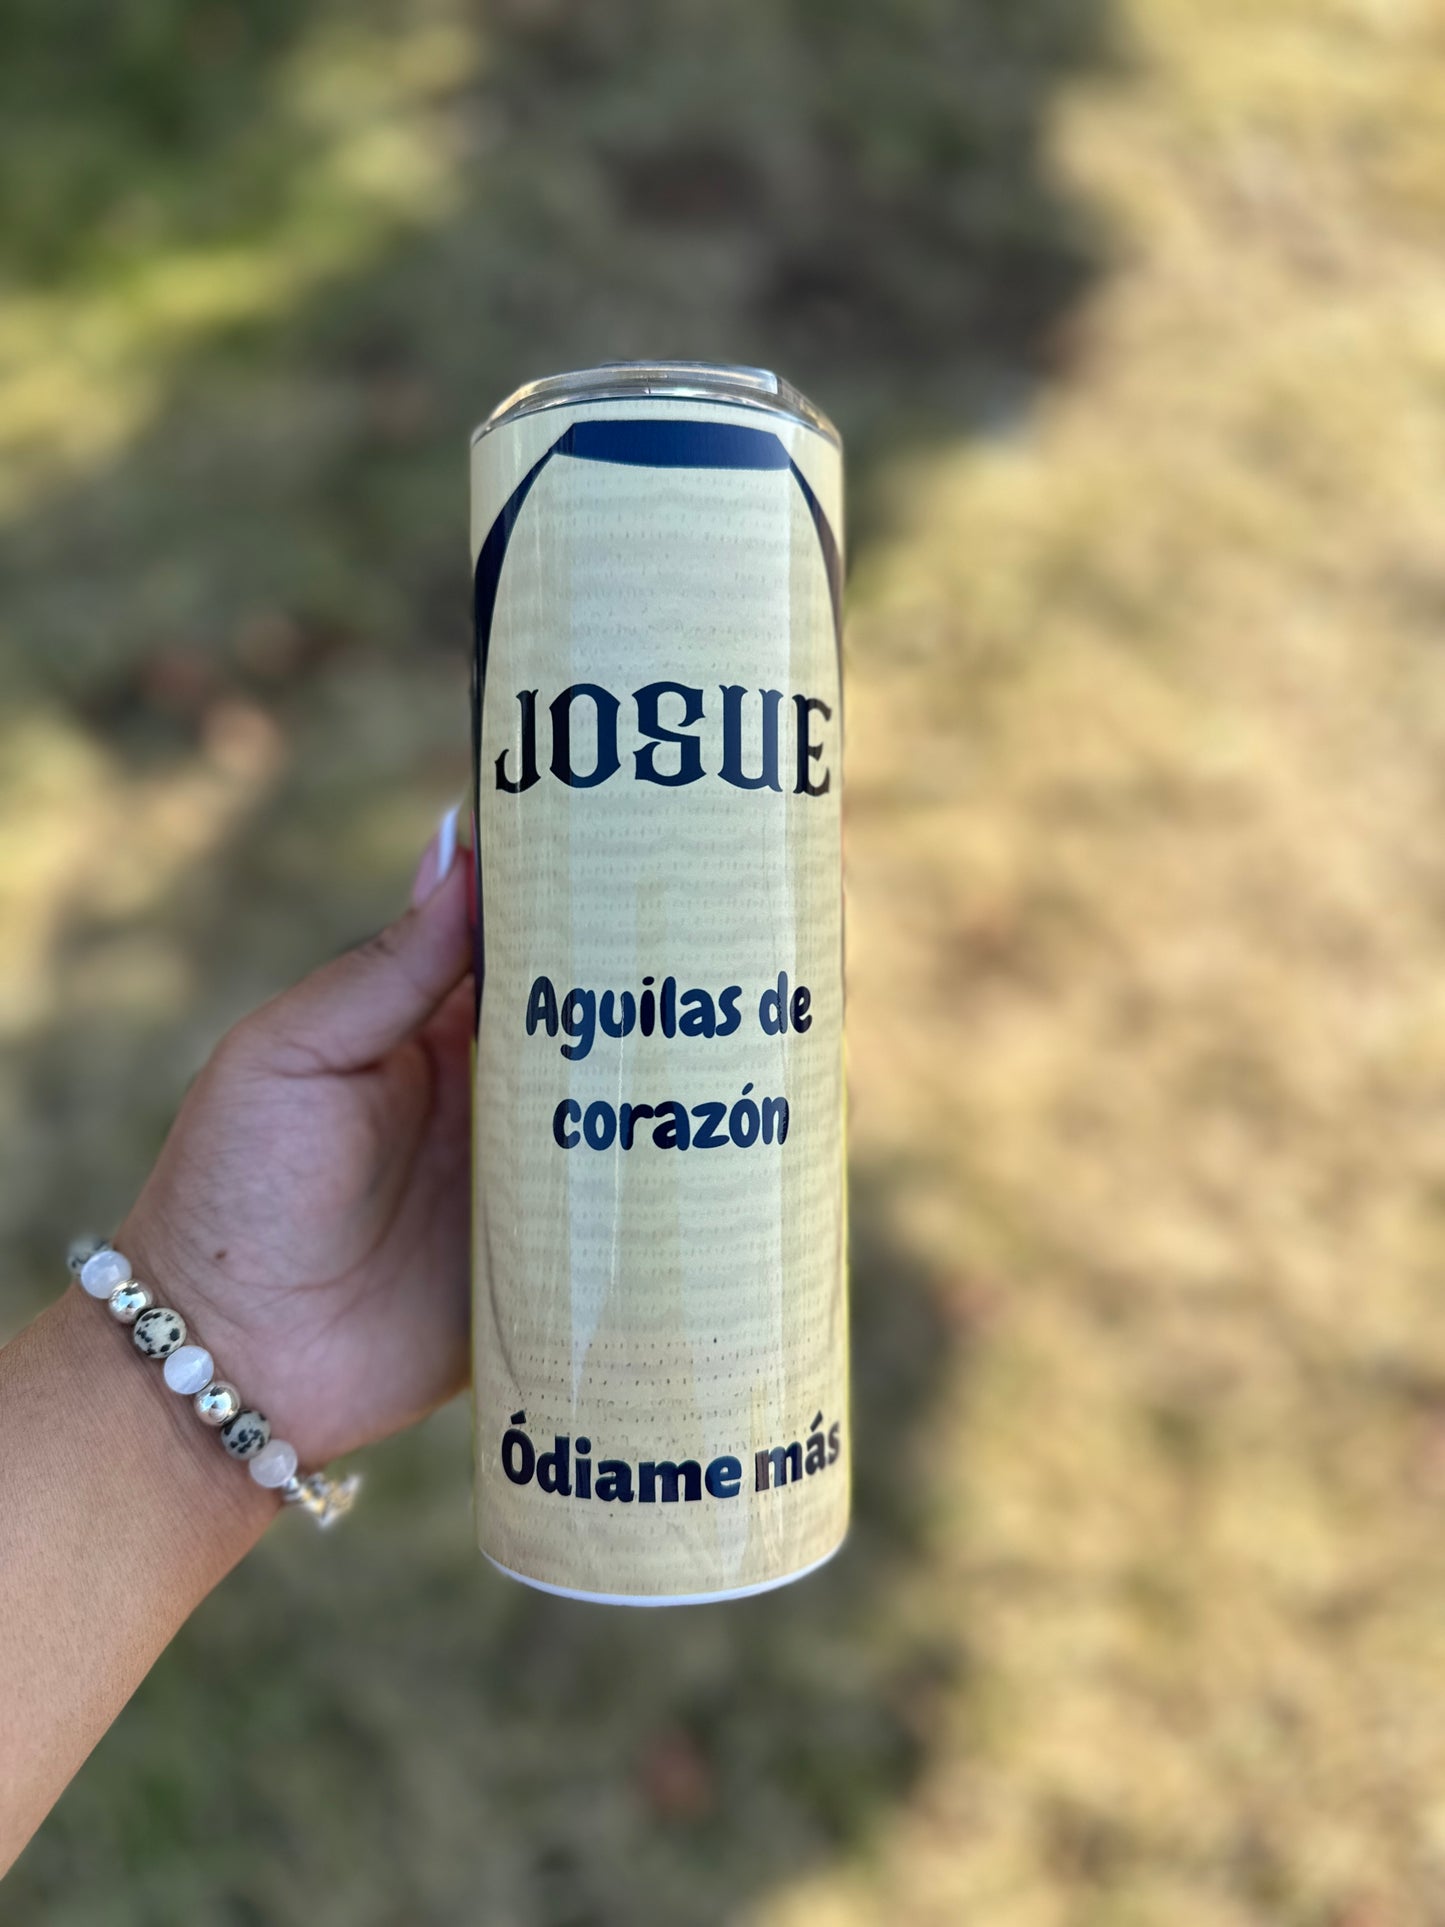 JOSUE
Aguilas de
corazón
Ódiame más